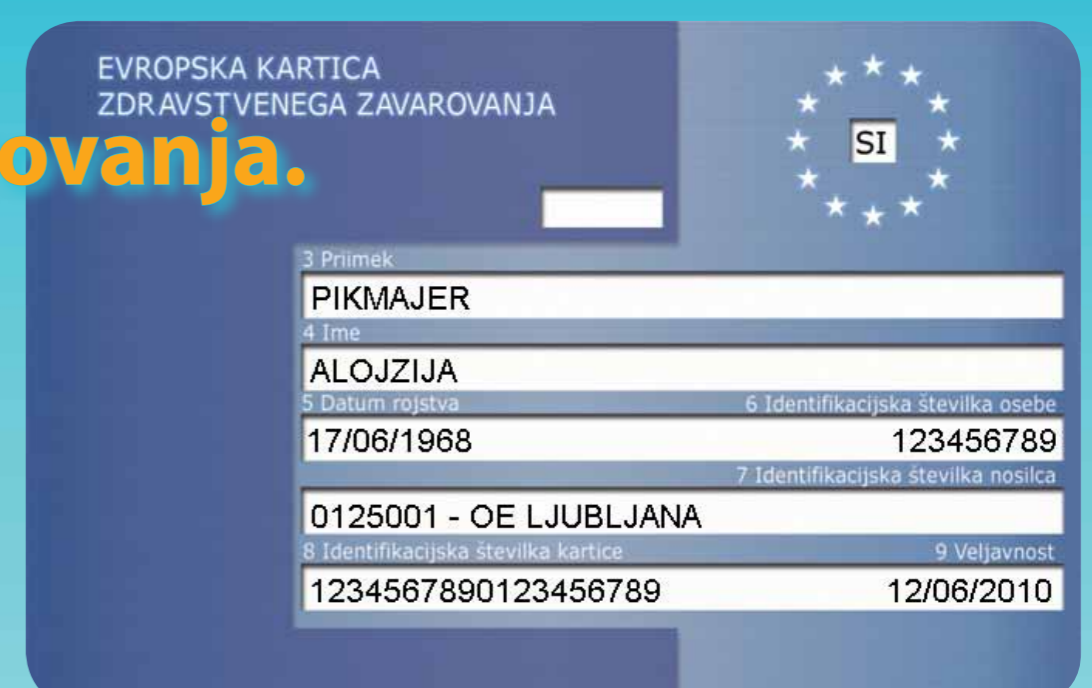 EVROPSKA KARTICA
ZDRAVSTVENEGA ZAVAROVANJA
ovanja.
SI
3 Priimek
PIKMAJER
4 Ime
ALOJZIJA
5 Datum rojstva 6 Identifikacijska številka osebe
17/06/1968 123456789
7 Identifikacijska številka nosilca
0125001 - OE LJUBLJANA
8 Identifikacijska številka kartice 9 Veljavnost
1234567890123456789 12/06/2010